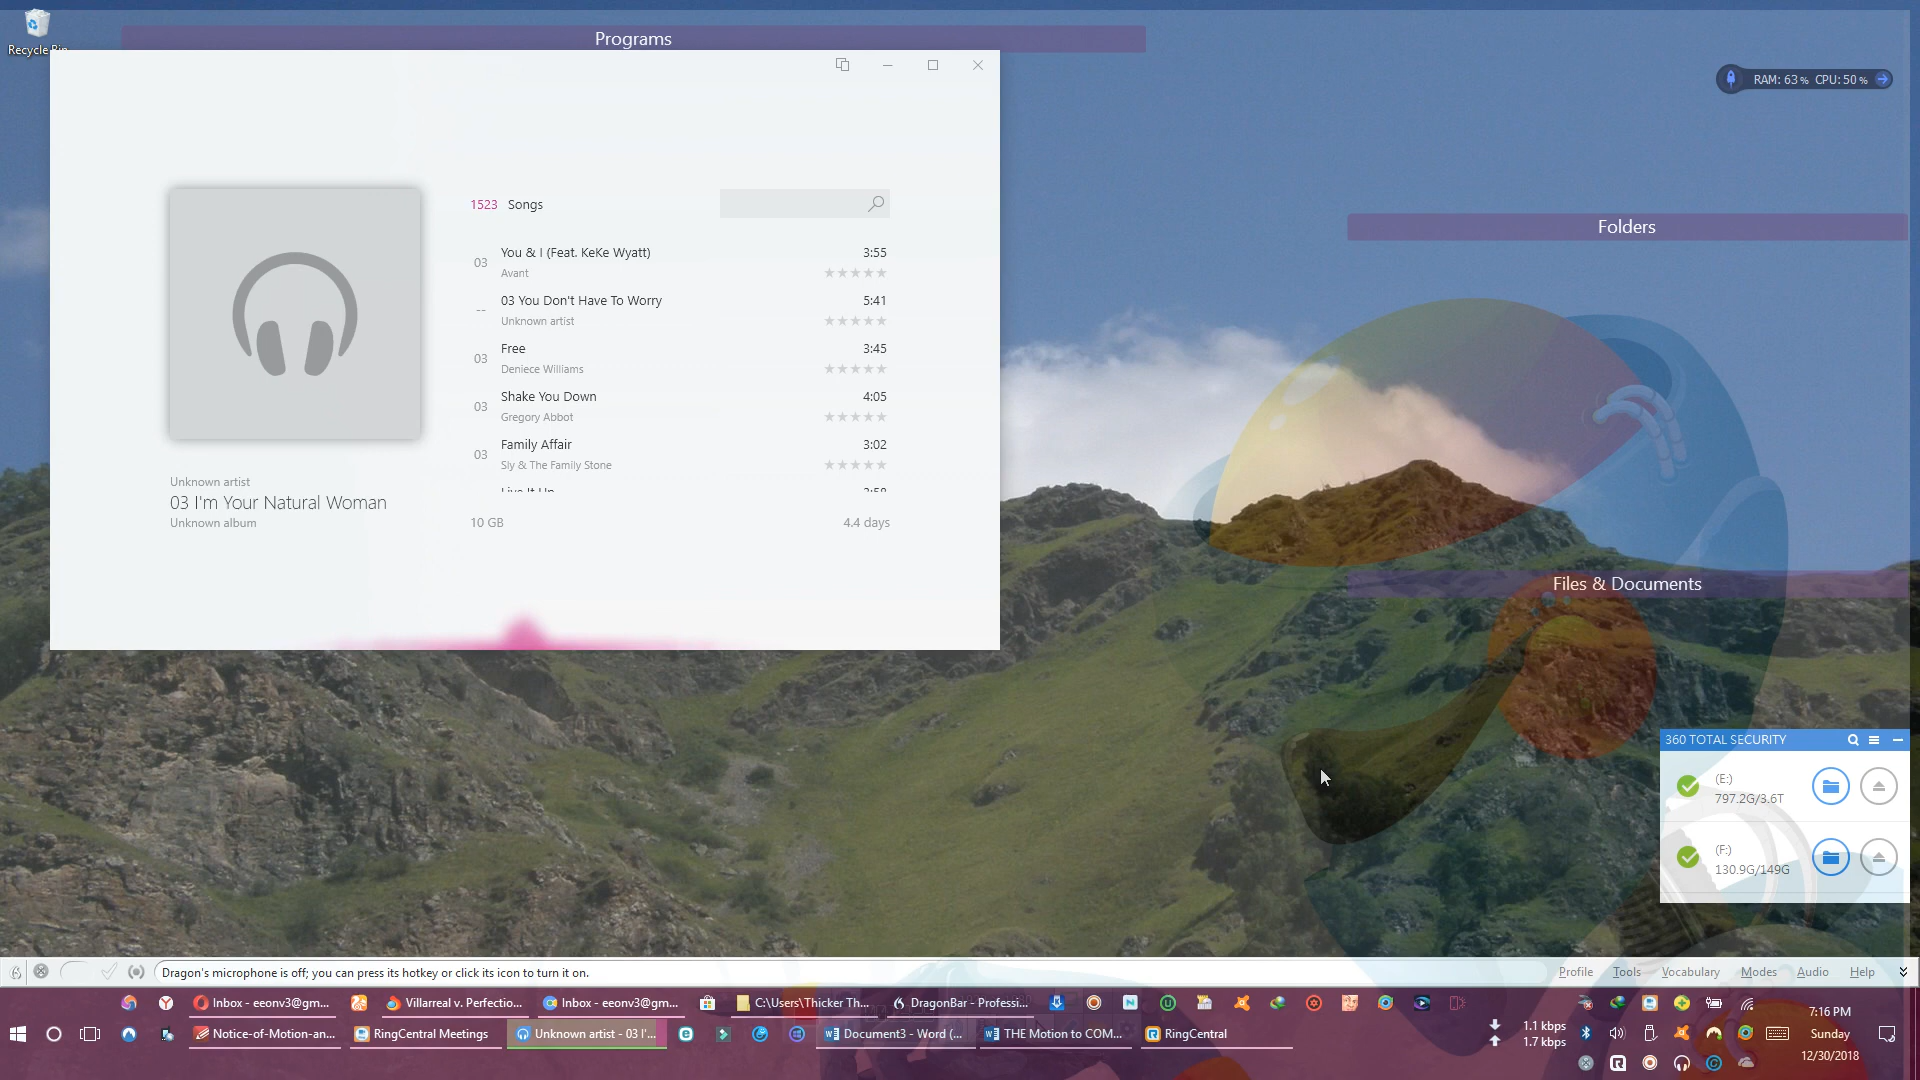 Recycle Bin
Programs
RAM: 63 % CPU: 50 %
1523 Songs
03
You & I (Feat. KeKe Wyatt)
3:55
Avant
--
03 You Don't Have To Worry
5:41
Unknown artist
03
Free
3:45
Deniece Williams
03
Shake You Down
4:05
Gregory Abbot
03
Family Affair
3:02
Sly & The Family Stone
Unknown artist
03 I'm Your Natural Woman
Unknown album
10 GB
4.4 days
Folders
Files & Documents
360 TOTAL SECURITY
(E:)
797.2G/3.6T
(F:)
130.9G/149G
Dragon's microphone is off; you can press its hotkey or click its icon to turn it on.
Profile Tools Vocabulary Modes Audio Help
Inbox - eeonv3@gm...
Villarreal v. Perfectio...
Inbox - eeonv3@gm...
C:\Users\Thicker Th...
DragonBar - Professi...
Notice-of-Motion-an...
RingCentral Meetings
Unknown artist - 03 I'...
Document3 - Word (...
THE Motion to COM...
RingCentral
1.1 kbps
1.7 kbps
7:16 PM
Sunday
12/30/2018